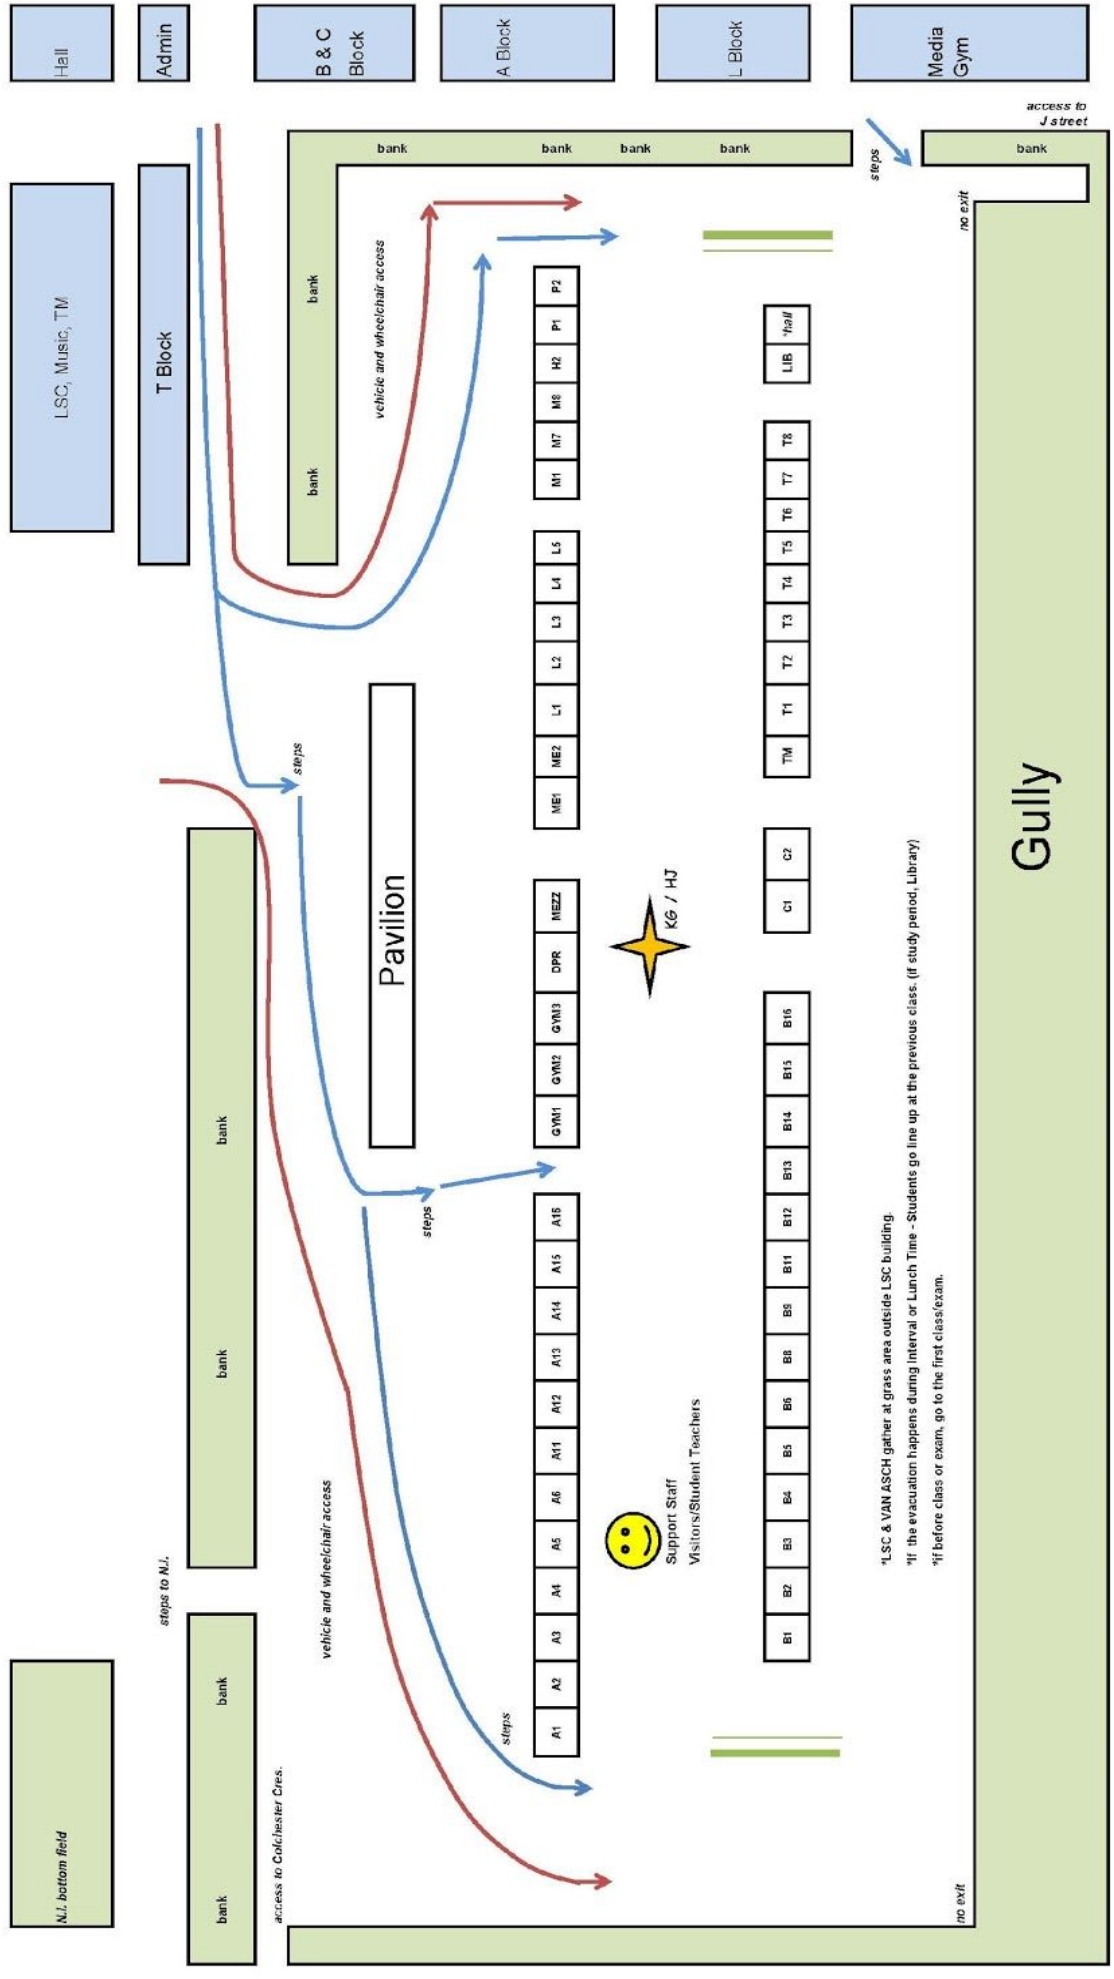 N.I. bottom field
LSC, Music, TM
Hall
steps to N.I.
T Block
Admin
bank
bank
bank
bank
access to Colchester Cres.
steps
bank
bank
B & C
Block
vehicle and wheelchair access
Pavilion
vehicle and wheelchair access
bank
steps
steps
A Block
A1 A2 A3 A4 A5 A6 A11 A12 A13 A14 A15 A16 GYM1 GYM2 GYM3 DPR MEZZ ME1 ME2 L1 L2 L3 L4 L5 M1 M7 M8 H2 P1 P2
bank
bank
Support Staff
Visitors/Student Teachers
KG / HJ
bank
L Block
B1 B2 B3 B4 B5 B6 B8 B9 B11 B12 B13 B14 B15 B16 C1 C2 TM T1 T2 T3 T4 T5 T6 T7 T8 LIB *hall
*LSC & VAN ASCH gather at grass area outside LSC building.
*If the evacuation happens during Interval or Lunch Time - Students go line up at the previous class. (if study period, Library)
*if before class or exam, go to the first class/exam.
steps
Media
Gym
no exit
no exit
Gully
bank
access to
J street